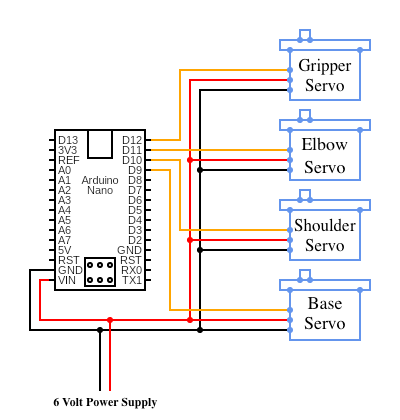 Gripper
Servo
Elbow
Servo
Shoulder
Servo
Base
Servo
Arduino
Nano
D13
3V3
REF
A0
A1
A2
A3
A4
A5
A6
A7
5V
RST
GND
VIN
D12
D11
D10
D9
D8
D7
D6
D5
D4
D3
D2
GND
RST
RX0
TX1
6 Volt Power Supply